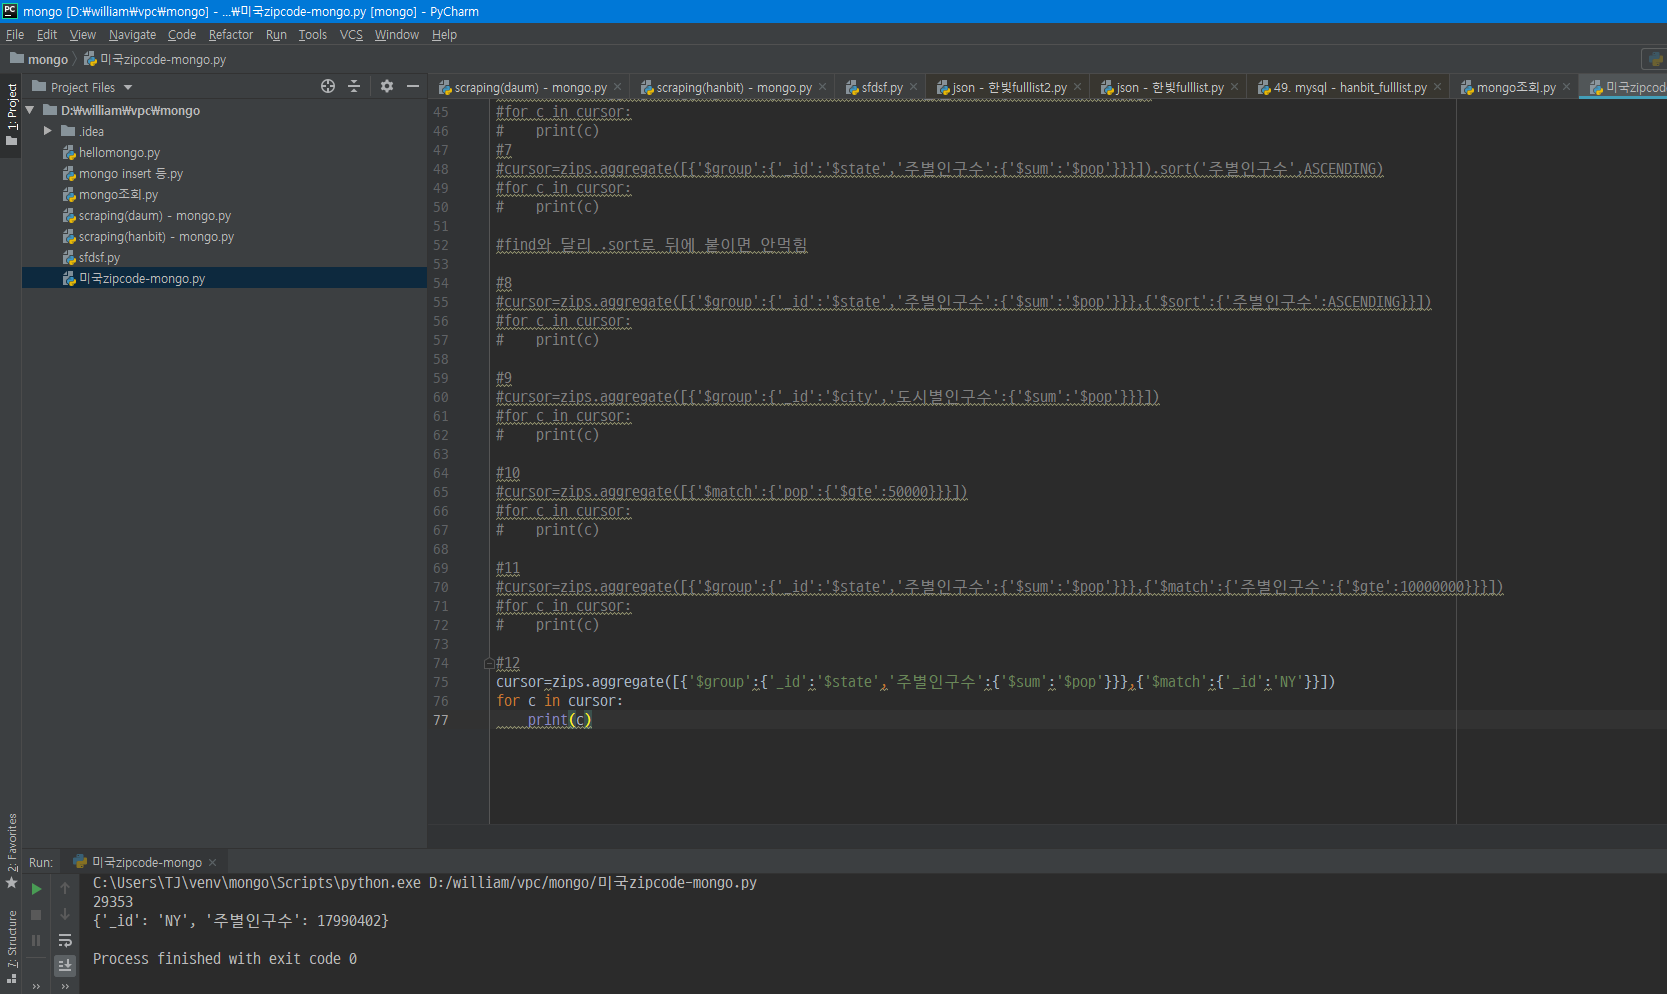 mongo [D:₩william₩vpc₩mongo] - ...₩미국zipcode-mongo.py [mongo] - PyCharm
File Edit View Navigate Code Refactor Run Tools VCS Window Help
mongo 미국zipcode-mongo.py
1: Project
Project Files
scraping(daum) - mongo.py scraping(hanbit) - mongo.py sfdsf.py json - 한빛fulllist2.py json - 한빛fulllist.py 49. mysql - hanbit_fulllist.py mongo조회.py 미국zipcod
D:₩william₩vpc₩mongo
.idea
hellomongo.py
mongo insert 등.py
mongo조회.py
scraping(daum) - mongo.py
scraping(hanbit) - mongo.py
sfdsf.py
미국zipcode-mongo.py
45 #for c in cursor:
46 #    print(c)
47 #7
48 #cursor=zips.aggregate([{'$group':{'_id':'$state','주별인구수':{'$sum':'$pop'}}}]).sort('주별인구수',ASCENDING)
49 #for c in cursor:
50 #    print(c)
51
52 #find와 달리 .sort로 뒤에 붙이면 안먹힘
53
54 #8
55 #cursor=zips.aggregate([{'$group':{'_id':'$state','주별인구수':{'$sum':'$pop'}}},{'$sort':{'주별인구수':ASCENDING}}])
56 #for c in cursor:
57 #    print(c)
58
59 #9
60 #cursor=zips.aggregate([{'$group':{'_id':'$city','도시별인구수':{'$sum':'$pop'}}}])
61 #for c in cursor:
62 #    print(c)
63
64 #10
65 #cursor=zips.aggregate([{'$match':{'pop':{'$gte':50000}}}])
66 #for c in cursor:
67 #    print(c)
68
69 #11
70 #cursor=zips.aggregate([{'$group':{'_id':'$state','주별인구수':{'$sum':'$pop'}}},{'$match':{'주별인구수':{'$gte':10000000}}}])
71 #for c in cursor:
72 #    print(c)
73
74 #12
75 cursor=zips.aggregate([{'$group':{'_id':'$state','주별인구수':{'$sum':'$pop'}}},{'$match':{'_id':'NY'}}])
76 for c in cursor:
77     print(c)
2: Favorites
7: Structure
Run: 미국zipcode-mongo
C:\Users\TJ\venv\mongo\Scripts\python.exe D:/william/vpc/mongo/미국zipcode-mongo.py
29353
{'_id': 'NY', '주별인구수': 17990402}
Process finished with exit code 0